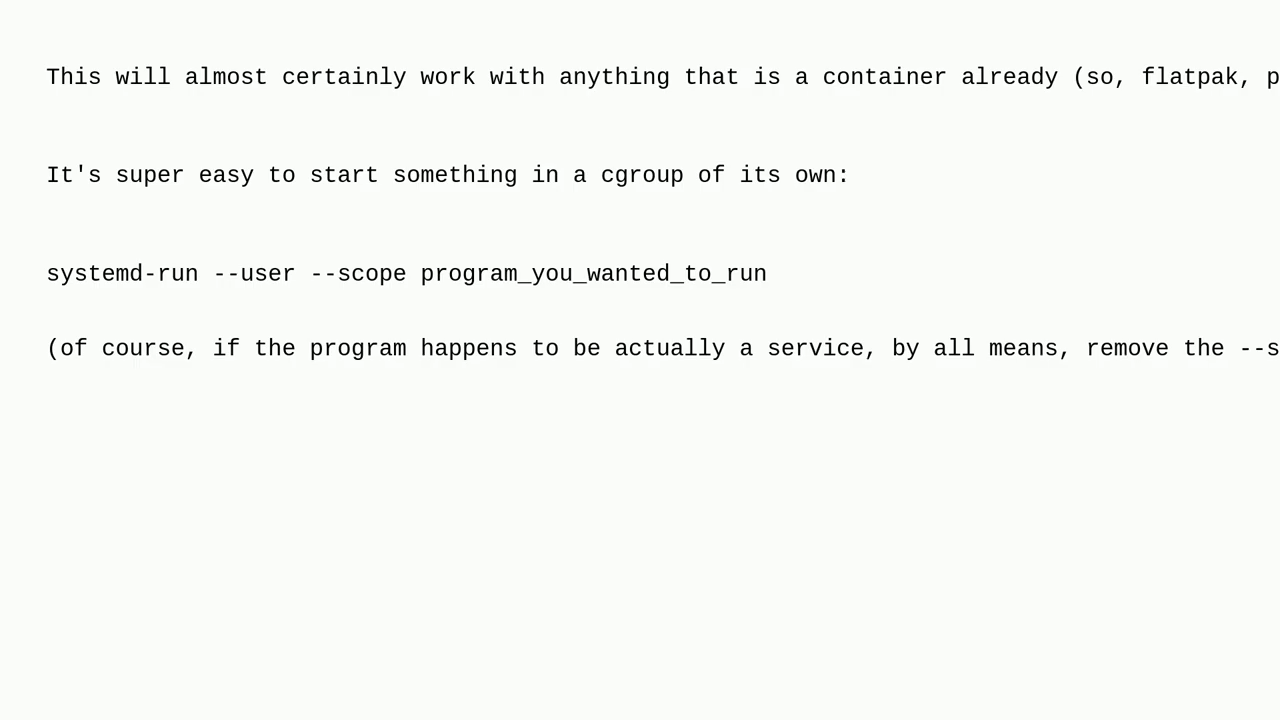 This will almost certainly work with anything that is a container already (so, flatpak, p
It's super easy to start something in a cgroup of its own:
systemd-run --user --scope program_you_wanted_to_run
(of course, if the program happens to be actually a service, by all means, remove the --s